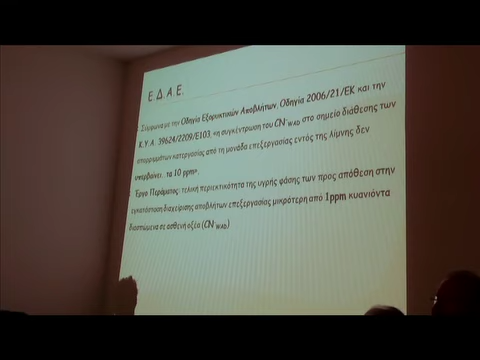 Ε.Δ.Α.Ε.
Σύμφωνα με την Οδηγία Εξορυκτικών Αποβλήτων, Οδηγία 2006/21/ΕΚ και την
Κ.Υ.Α. 39624/2209/Ε103, «η συγκέντρωση του CN-WAD στο σημείο διάθεσης των
υπορρημμάτων κατεργασίας από τη μονάδα επεξεργασίας εντός της λίμνης δεν
υπερβαίνει.. τα 10 ppm».
Έργο Περάματος: τελική περιεκτικότητα της υγρής φάσης των προς απόθεση στην
εγκατάσταση διαχείρισης αποβλήτων επεξεργασίας μικρότερη από 1ppm κυανιόντα
διασπώμενα σε ασθενή οξέα (CN-WAD)